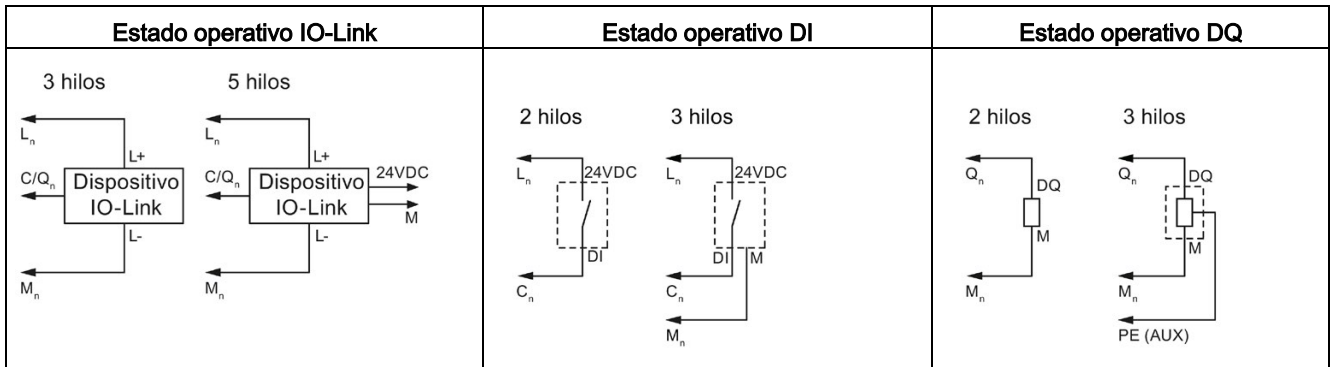 Estado operativo IO-Link
Estado operativo DI
Estado operativo DQ
3 hilos
Ln
L+
C/Qn
Dispositivo
IO-Link
L-
Mn
5 hilos
Ln
L+
C/Qn
Dispositivo
IO-Link
24VDC
M
L-
Mn
2 hilos
Ln
24VDC
DI
Cn
3 hilos
Ln
24VDC
DI
M
Cn
Mn
2 hilos
Qn
DQ
M
Mn
3 hilos
Qn
DQ
M
Mn
PE (AUX)